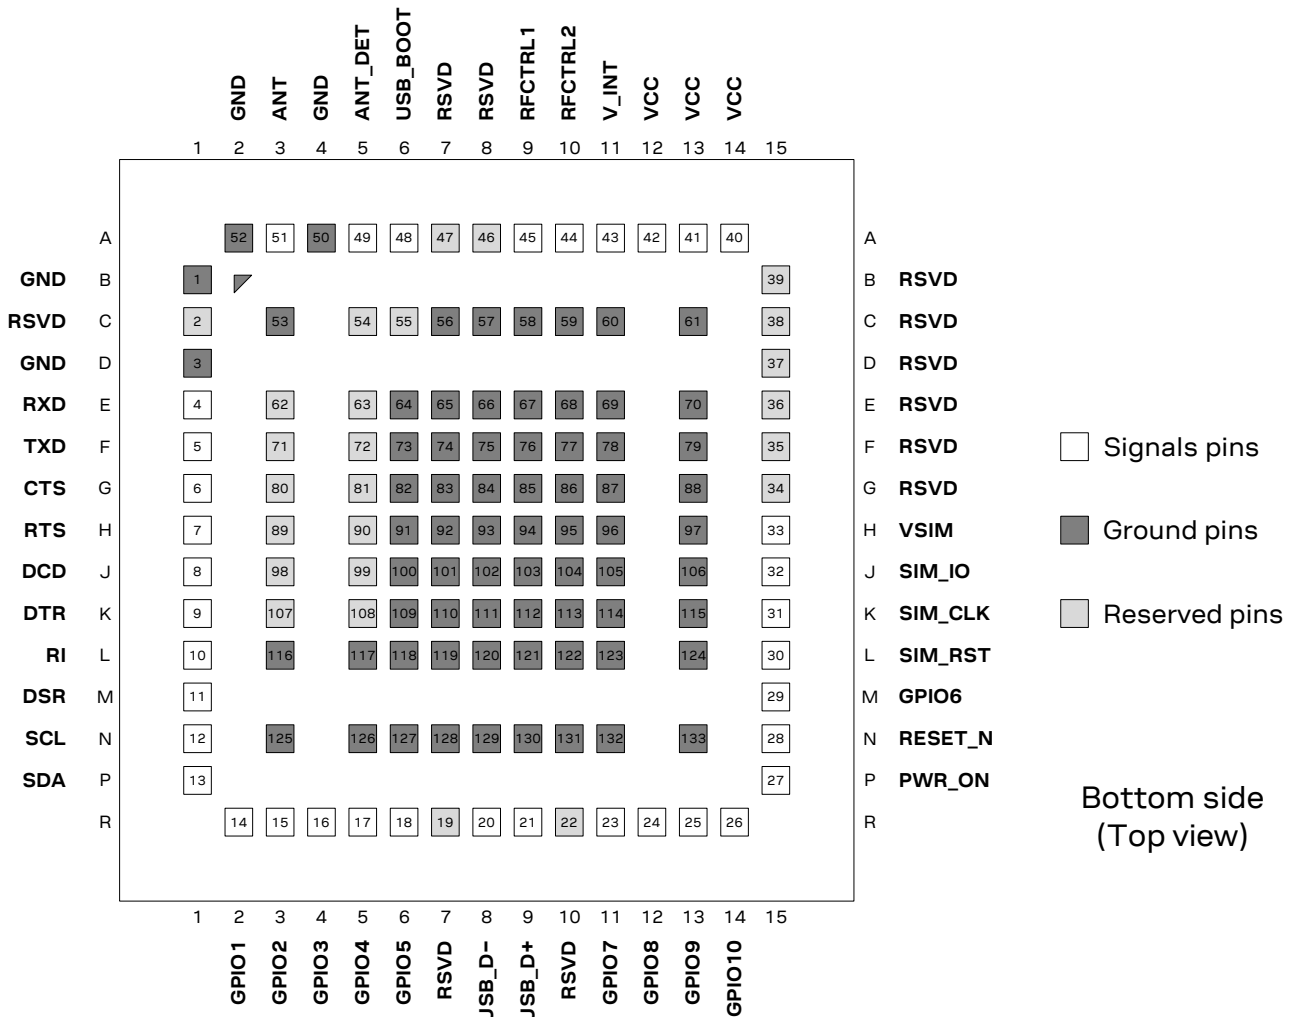 GND ANT GND ANT_DET USB_BOOT RSVD RSVD RFCTRL1 RFCTRL2 V_INT VCC VCC VCC
1 2 3 4 5 6 7 8 9 10 11 12 13 14 15
A 52 51 50 49 48 47 46 45 44 43 42 41 40 A
GND B 1 39 B RSVD
RSVD C 2 53 54 55 56 57 58 59 60 61 38 C RSVD
GND D 3 37 D RSVD
RXD E 4 62 63 64 65 66 67 68 69 70 36 E RSVD
TXD F 5 71 72 73 74 75 76 77 78 79 35 F RSVD
CTS G 6 80 81 82 83 84 85 86 87 88 34 G RSVD
RTS H 7 89 90 91 92 93 94 95 96 97 33 H VSIM
DCD J 8 98 99 100 101 102 103 104 105 106 32 J SIM_IO
DTR K 9 107 108 109 110 111 112 113 114 115 31 K SIM_CLK
RI L 10 116 117 118 119 120 121 122 123 124 30 L SIM_RST
DSR M 11 29 M GPIO6
SCL N 12 125 126 127 128 129 130 131 132 133 28 N RESET_N
SDA P 13 27 P PWR_ON
R 14 15 16 17 18 19 20 21 22 23 24 25 26 R
1 2 3 4 5 6 7 8 9 10 11 12 13 14 15
GPIO1 GPIO2 GPIO3 GPIO4 GPIO5 RSVD USB_D− USB_D+ RSVD GPIO7 GPIO8 GPIO9 GPIO10
Signals pins
Ground pins
Reserved pins
Bottom side
(Top view)